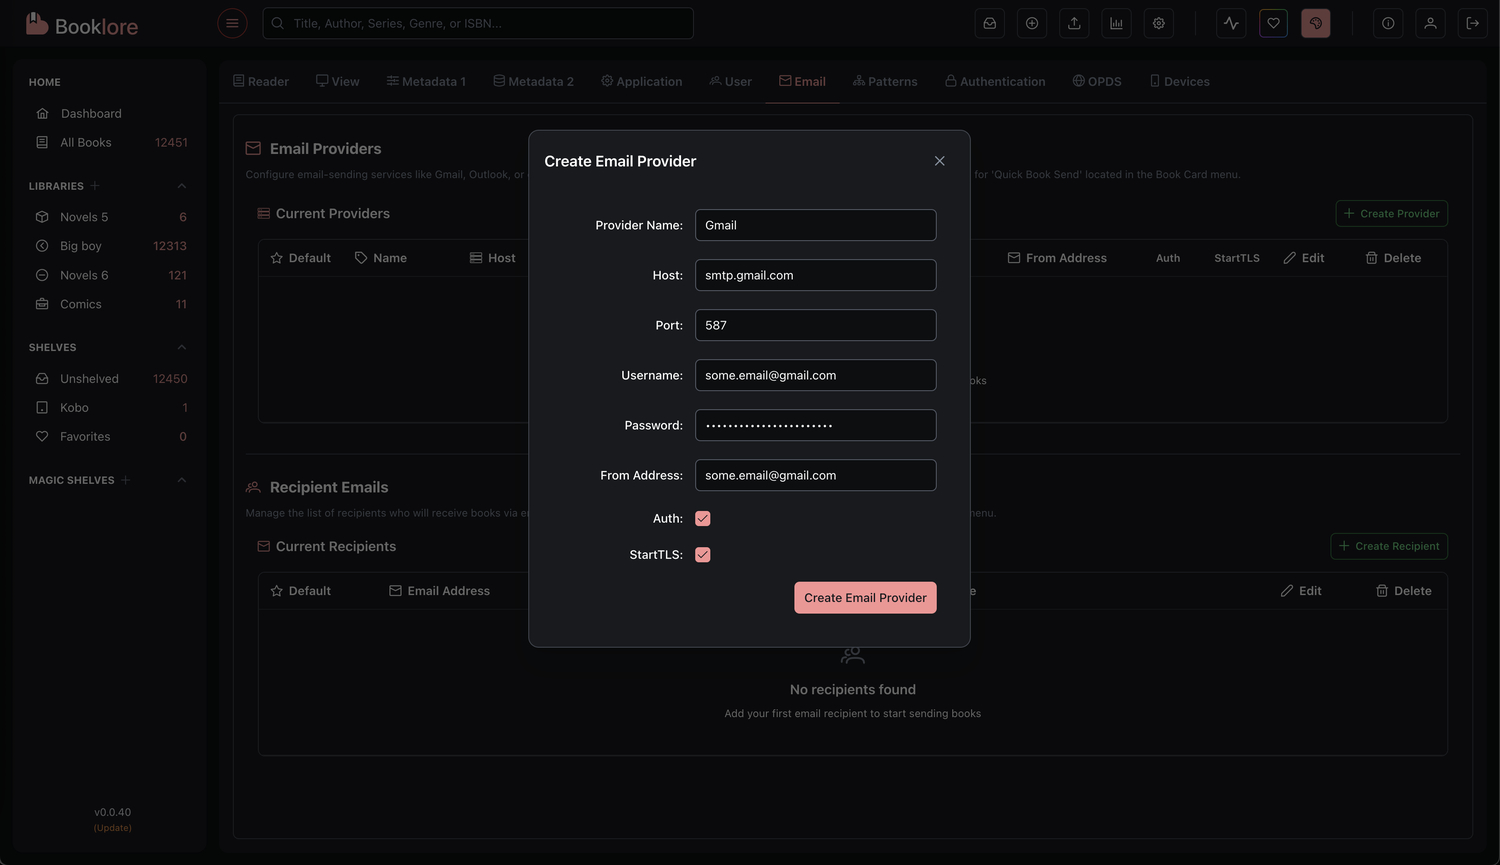 Booklore
Title, Author, Series, Genre, or ISBN...
HOME
Dashboard
All Books 12451
LIBRARIES
Novels 5 6
Big boy 12313
Novels 6 121
Comics 11
SHELVES
Unshelved 12450
Kobo 1
Favorites 0
MAGIC SHELVES
v0.0.40
(Update)
Reader View Metadata 1 Metadata 2 Application User Email Patterns Authentication OPDS Devices
Email Providers
Configure email-sending services like Gmail, Outlook, or for 'Quick Book Send' located in the Book Card menu.
Current Providers Create Provider
Default Name Host From Address Auth StartTLS Edit Delete
Create Email Provider
Provider Name: Gmail
Host: smtp.gmail.com
Port: 587
Username: some.email@gmail.com
Password: •••••••••••••••••••••••
From Address: some.email@gmail.com
Auth:
StartTLS:
Create Email Provider
Recipient Emails
Manage the list of recipients who will receive books via
Current Recipients Create Recipient
Default Email Address Edit Delete
No recipients found
Add your first email recipient to start sending books